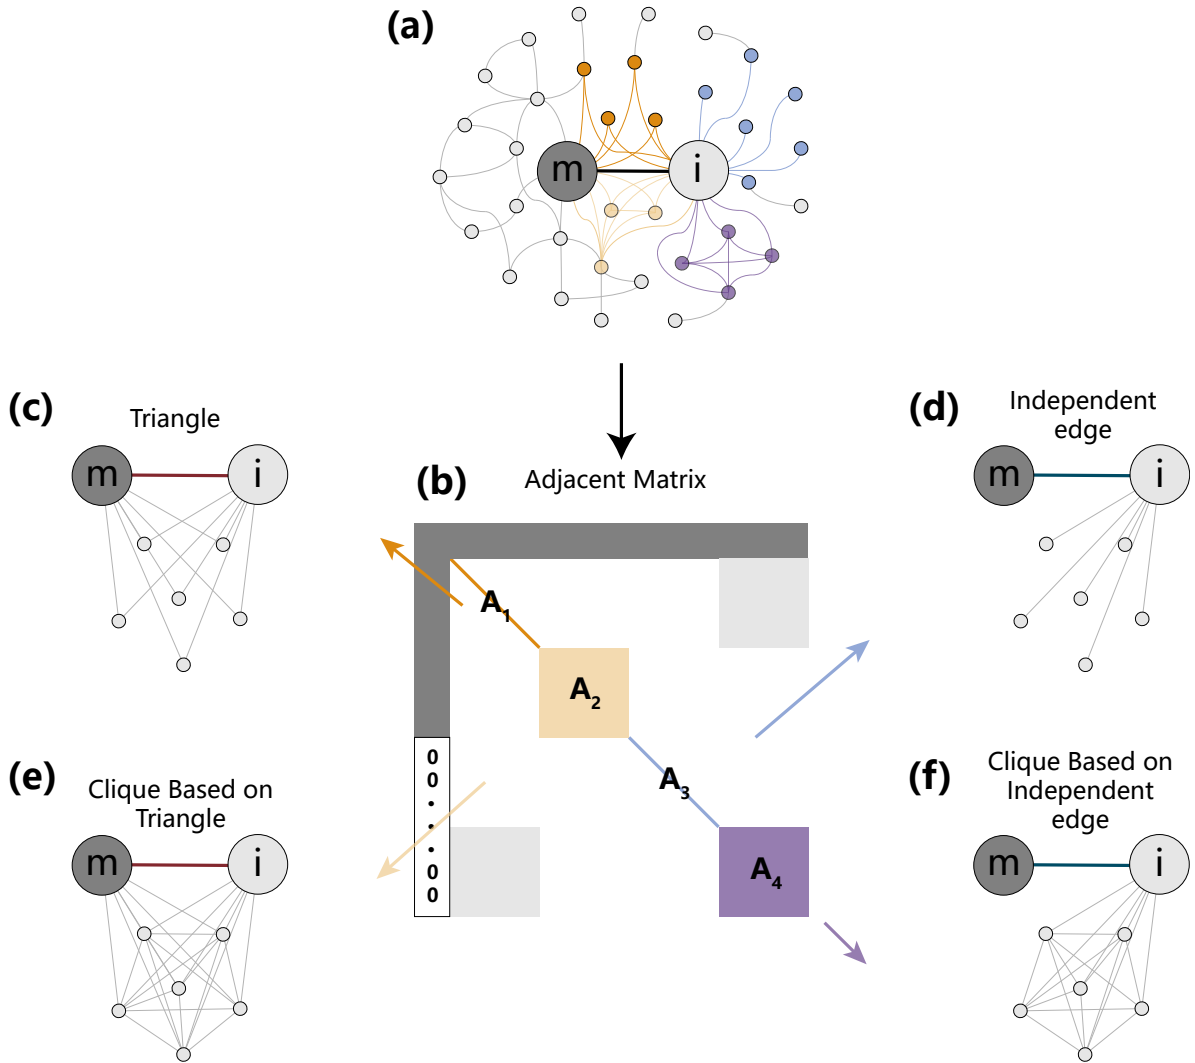 (a)
m
i
(c)
Triangle
m
i
(d)
Independent
edge
m
i
(b)
Adjacent Matrix
A1
A2
A3
A4
0
0
.
.
.
0
0
(e)
Clique Based on
Triangle
m
i
(f)
Clique Based on
Independent
edge
m
i